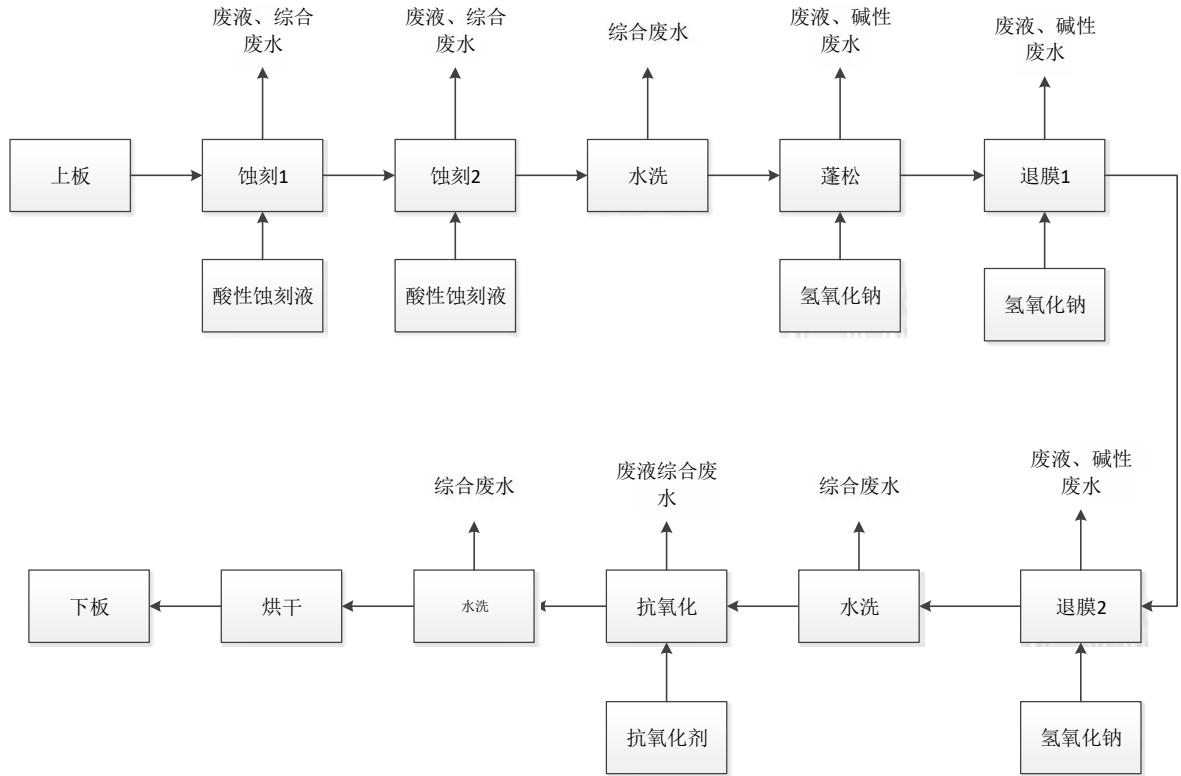 废液、综合
废水
废液、综合
废水
综合废水
废液、碱性
废水
废液、碱性
废水
上板
蚀刻1
蚀刻2
水洗
蓬松
退膜1
酸性蚀刻液
酸性蚀刻液
氢氧化钠
氢氧化钠
综合废水
废液综合废
水
综合废水
废液、碱性
废水
下板
烘干
水洗
抗氧化
水洗
退膜2
抗氧化剂
氢氧化钠